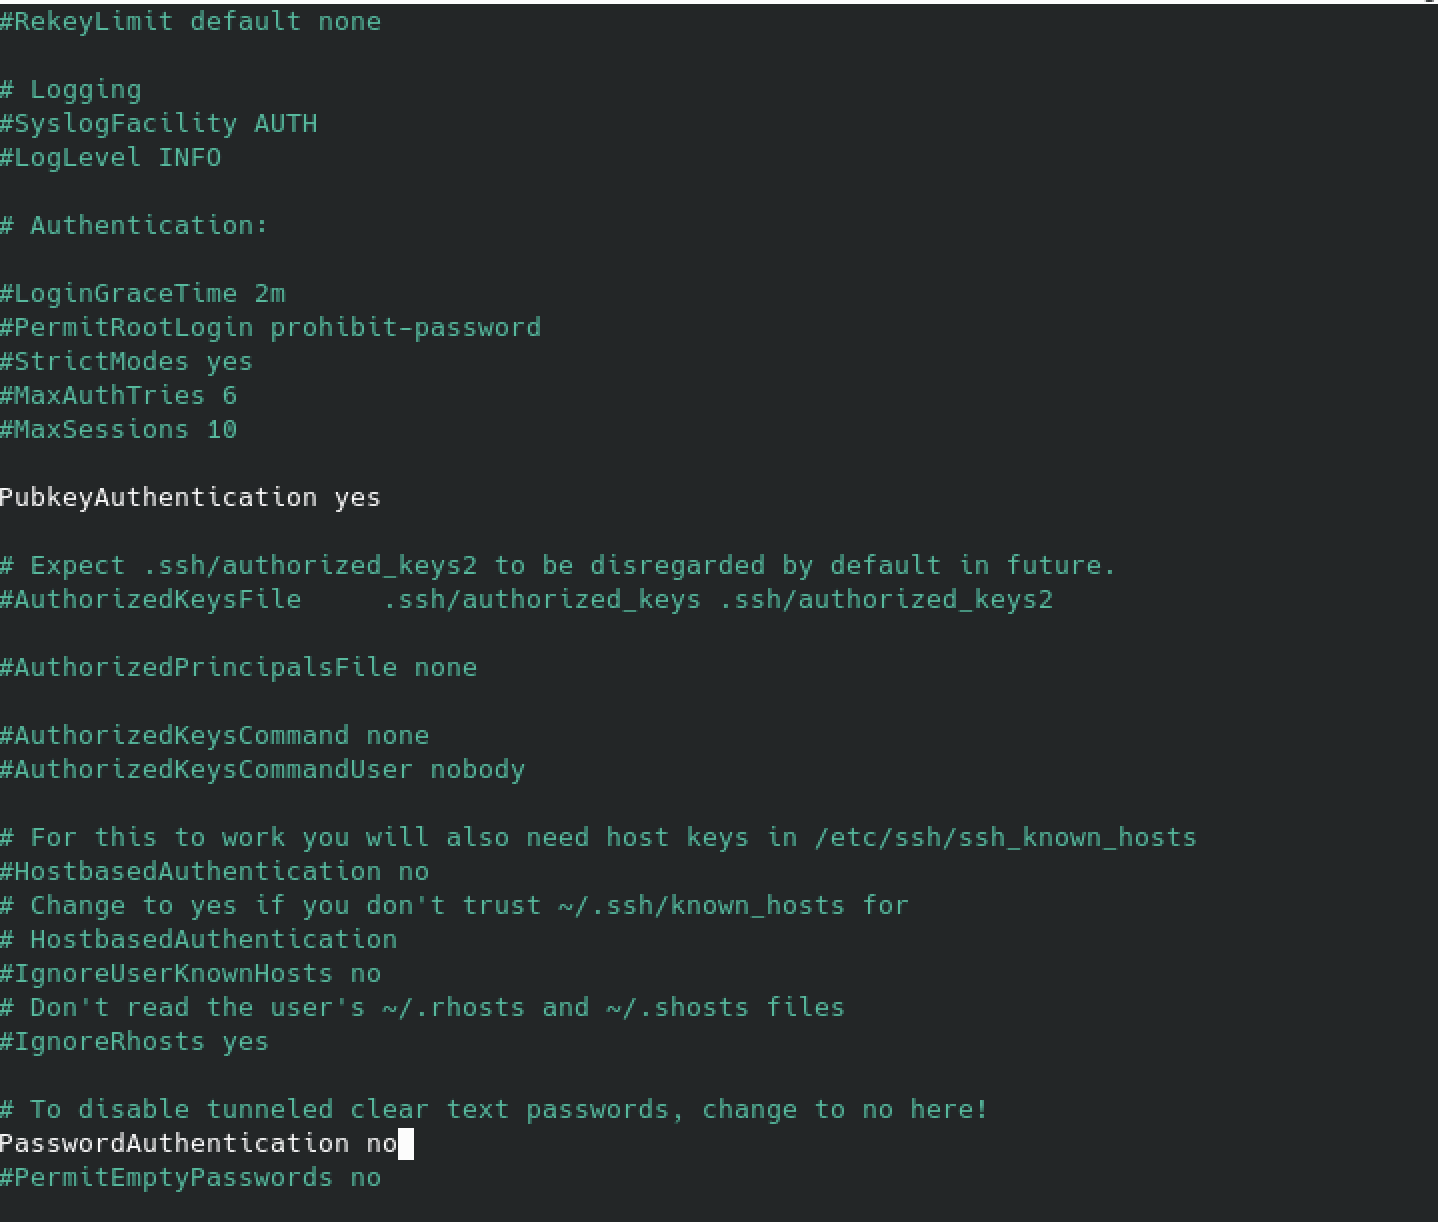 #RekeyLimit default none
# Logging
#SyslogFacility AUTH
#LogLevel INFO
# Authentication:
#LoginGraceTime 2m
#PermitRootLogin prohibit-password
#StrictModes yes
#MaxAuthTries 6
#MaxSessions 10
PubkeyAuthentication yes
# Expect .ssh/authorized_keys2 to be disregarded by default in future.
#AuthorizedKeysFile     .ssh/authorized_keys .ssh/authorized_keys2
#AuthorizedPrincipalsFile none
#AuthorizedKeysCommand none
#AuthorizedKeysCommandUser nobody
# For this to work you will also need host keys in /etc/ssh/ssh_known_hosts
#HostbasedAuthentication no
# Change to yes if you don't trust ~/.ssh/known_hosts for
# HostbasedAuthentication
#IgnoreUserKnownHosts no
# Don't read the user's ~/.rhosts and ~/.shosts files
#IgnoreRhosts yes
# To disable tunneled clear text passwords, change to no here!
PasswordAuthentication no
#PermitEmptyPasswords no